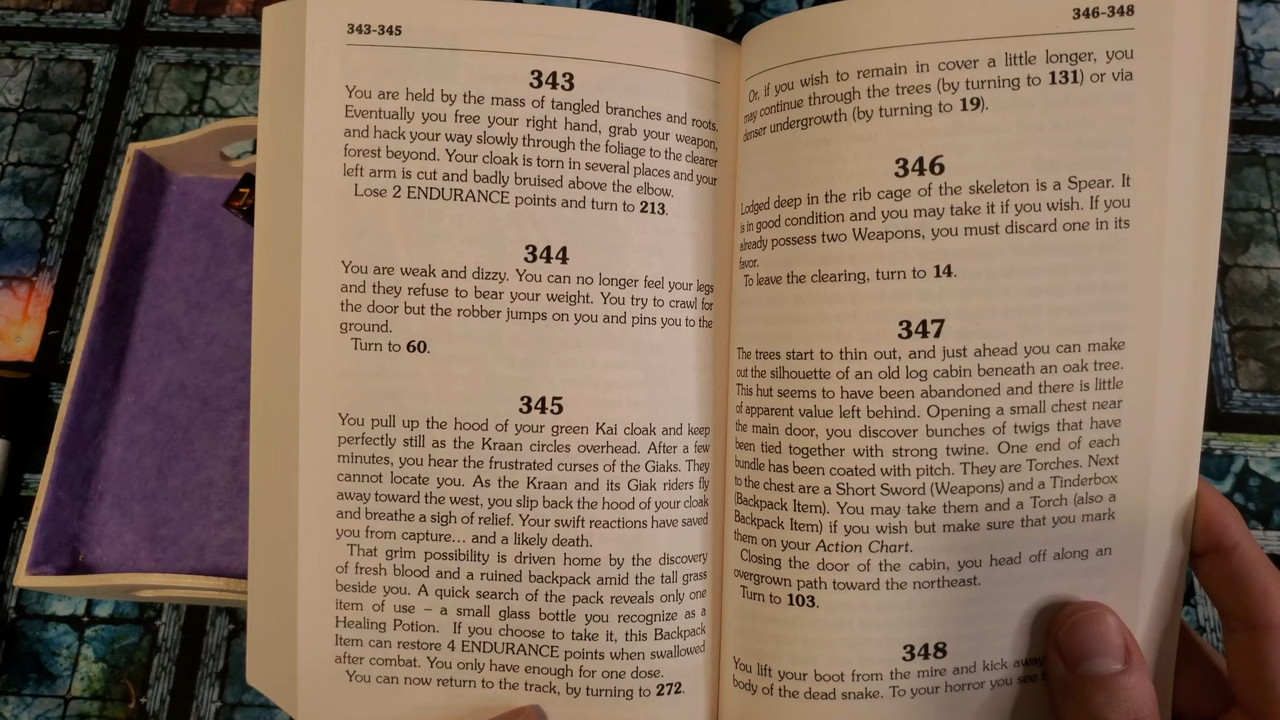 343-345
343
You are held by the mass of tangled branches and roots.
Eventually you free your right hand, grab your weapon,
and hack your way slowly through the foliage to the clearer
forest beyond. Your cloak is torn in several places and your
left arm is cut and badly bruised above the elbow.
Lose 2 ENDURANCE points and turn to 213.
344
You are weak and dizzy. You can no longer feel your legs
and they refuse to bear your weight. You try to crawl for
the door but the robber jumps on you and pins you to the
ground.
Turn to 60.
345
You pull up the hood of your green Kai cloak and keep
perfectly still as the Kraan circles overhead. After a few
minutes, you hear the frustrated curses of the Giaks. They
cannot locate you. As the Kraan and its Giak riders fly
away toward the west, you slip back the hood of your cloak
and breathe a sigh of relief. Your swift reactions have saved
you from capture... and a likely death.
That grim possibility is driven home by the discovery
of fresh blood and a ruined backpack amid the tall grass
beside you. A quick search of the pack reveals only one
item of use – a small glass bottle you recognize as a
Healing Potion. If you choose to take it, this Backpack
Item can restore 4 ENDURANCE points when swallowed
after combat. You only have enough for one dose.
You can now return to the track, by turning to 272.
346-348
Or, if you wish to remain in cover a little longer, you
may continue through the trees (by turning to 131) or via
denser undergrowth (by turning to 19).
346
Lodged deep in the rib cage of the skeleton is a Spear. It
is in good condition and you may take it if you wish. If you
already possess two Weapons, you must discard one in its
favor.
To leave the clearing, turn to 14.
347
The trees start to thin out, and just ahead you can make
out the silhouette of an old log cabin beneath an oak tree.
This hut seems to have been abandoned and there is little
of apparent value left behind. Opening a small chest near
the main door, you discover bunches of twigs that have
been tied together with strong twine. One end of each
bundle has been coated with pitch. They are Torches. Next
to the chest are a Short Sword (Weapons) and a Tinderbox
(Backpack Item). You may take them and a Torch (also a
Backpack Item) if you wish but make sure that you mark
them on your Action Chart.
Closing the door of the cabin, you head off along an
overgrown path toward the northeast.
Turn to 103.
348
You lift your boot from the mire and kick away
body of the dead snake. To your horror you see
7